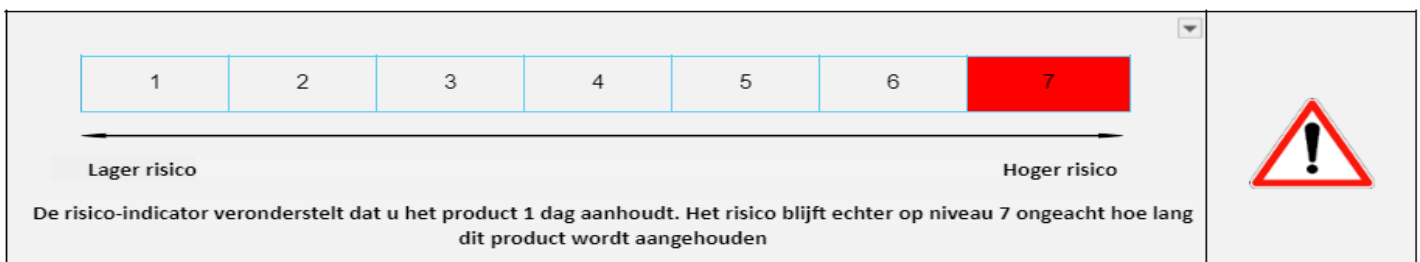 1 2 3 4 5 6 7
Lager risico Hoger risico
De risico-indicator veronderstelt dat u het product 1 dag aanhoudt. Het risico blijft echter op niveau 7 ongeacht hoe lang
dit product wordt aangehouden